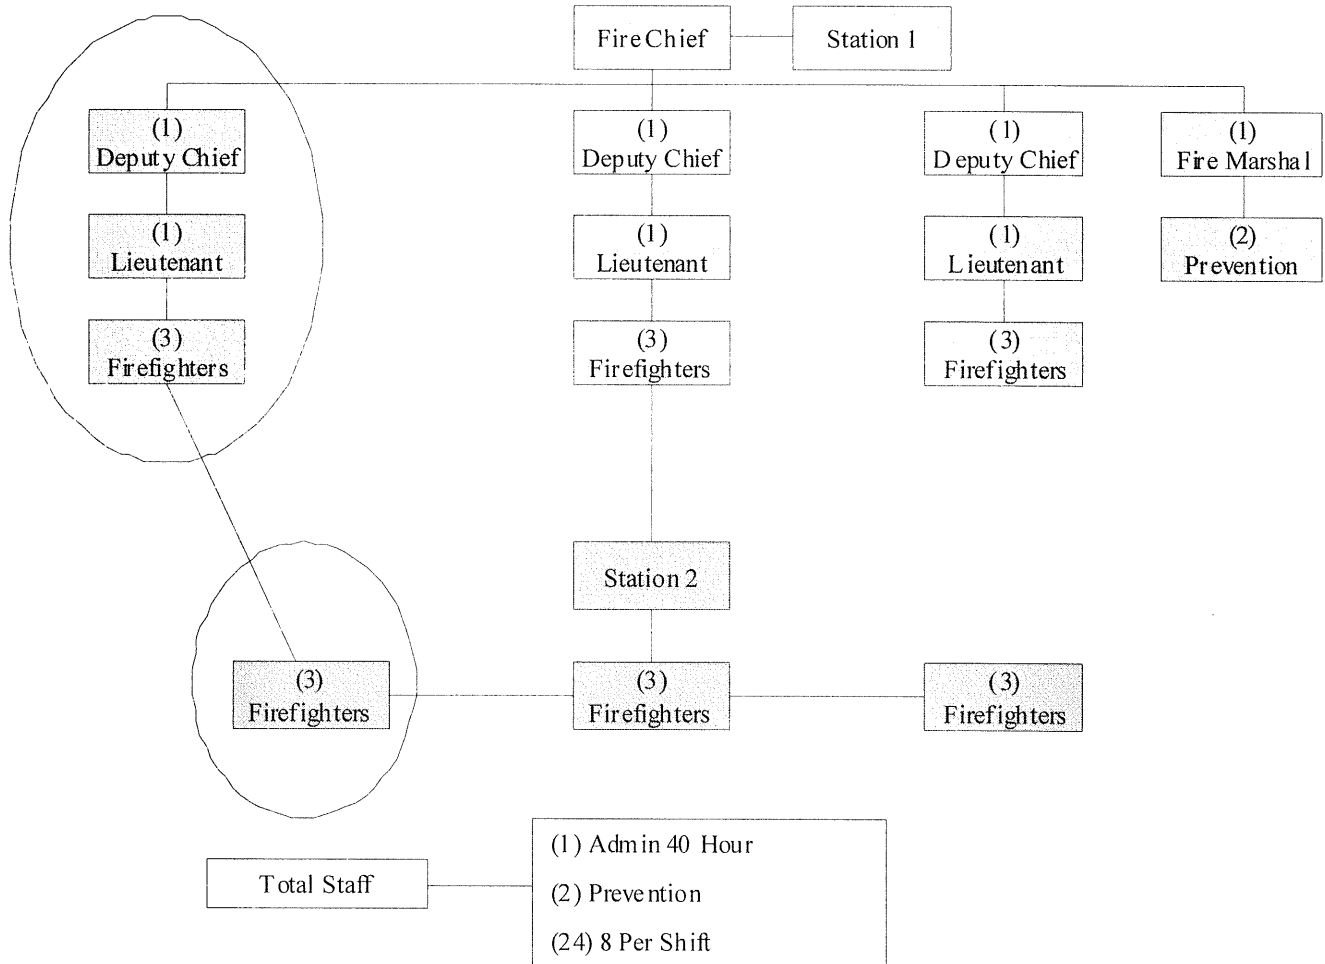 Fire Chief
Station 1
(1)
Deputy Chief
(1)
Deputy Chief
(1)
Deputy Chief
(1)
Fire Marshal
(1)
Lieutenant
(1)
Lieutenant
(1)
Lieutenant
(2)
Prevention
(3)
Firefighters
(3)
Firefighters
(3)
Firefighters
Station 2
(3)
Firefighters
(3)
Firefighters
(3)
Firefighters
Total Staff
(1) Admin 40 Hour
(2) Prevention
(24) 8 Per Shift